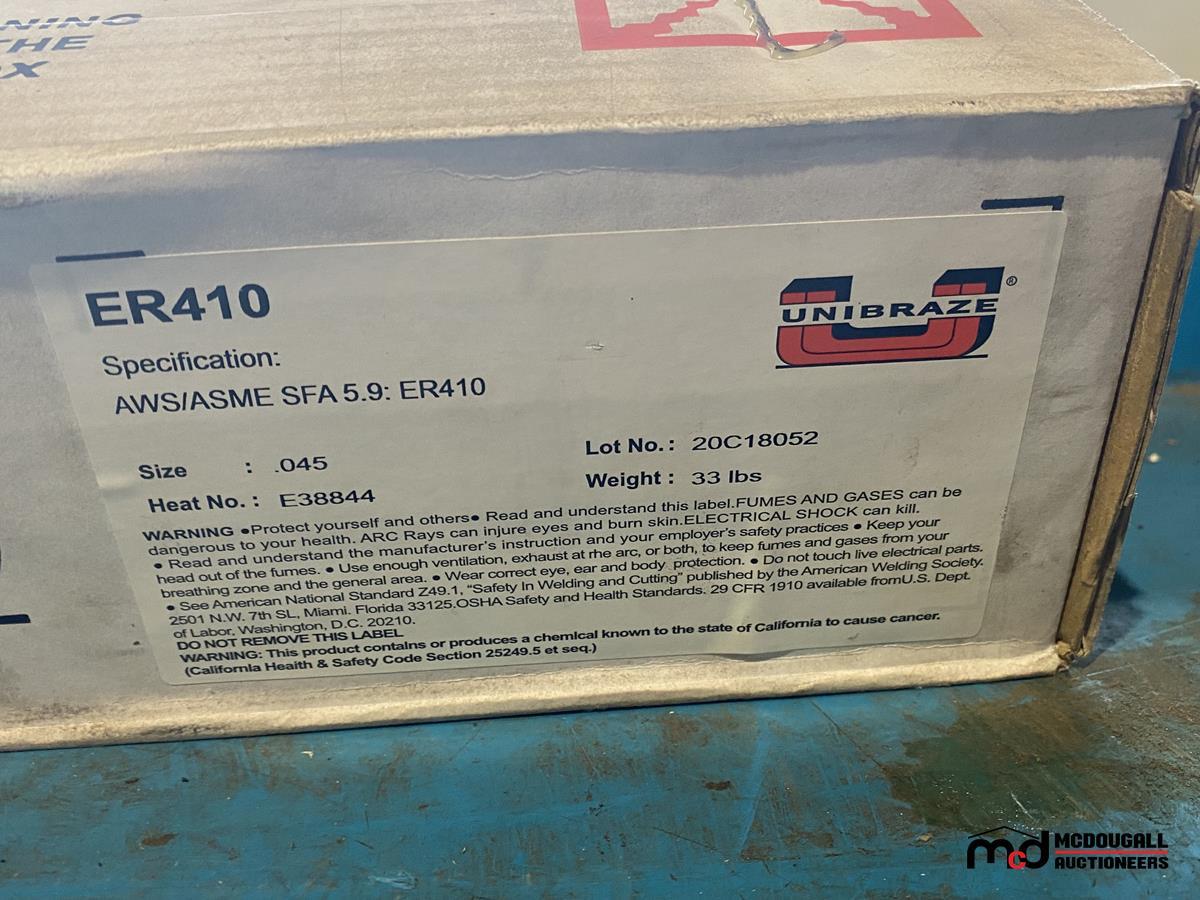 THE
ER410
UNIBRAZE®
Specification:
AWS/ASME SFA 5.9: ER410
Size : .045
Lot No.: 20C18052
Heat No. : E38844
Weight : 33 lbs
WARNING ●Protect yourself and others● Read and understand this label.FUMES AND GASES can be
dangerous to your health. ARC Rays can injure eyes and burn skin.ELECTRICAL SHOCK can kill.
● Read and understand the manufacturer's instruction and your employer's safety practices ● Keep your
head out of the fumes. ● Use enough ventilation, exhaust at the arc, or both, to keep fumes and gases from your
breathing zone and the general area. ● Wear correct eye, ear and body protection. ● Do not touch live electrical parts.
● See American National Standard Z49.1, "Safety In Welding and Cutting" published by the American Welding Society.
2501 N.W. 7th SL, Miami. Florida 33125.OSHA Safety and Health Standards. 29 CFR 1910 available fromU.S. Dept.
of Labor, Washington, D.C. 20210.
DO NOT REMOVE THIS LABEL
WARNING: This product contains or produces a chemical known to the state of California to cause cancer.
(California Health & Safety Code Section 25249.5 et seq.)
mcd MCDOUGALL
AUCTIONEERS